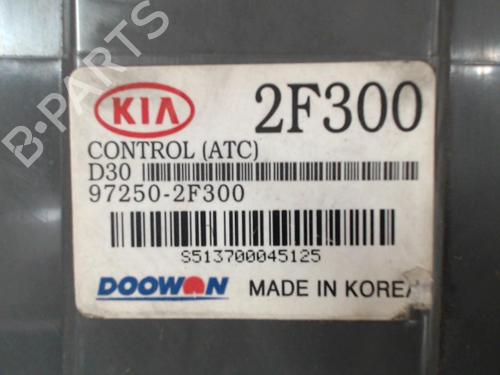 KIA 2F300
CONTROL (ATC)
D30
97250-2F300
S513700045125
DOOWON MADE IN KOREA
B-PARTS